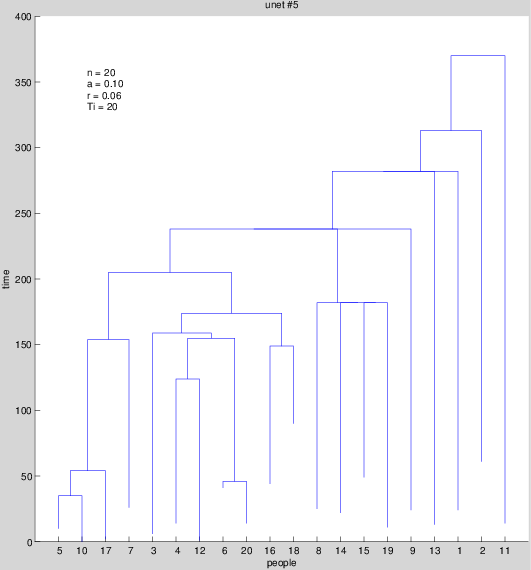 unet #5
400
350
300
250
200
150
100
50
0
n = 20
a = 0.10
r = 0.06
Ti = 20
time
5 10 17 7 3 4 12 6 20 16 18 8 14 15 19 9 13 1 2 11
people